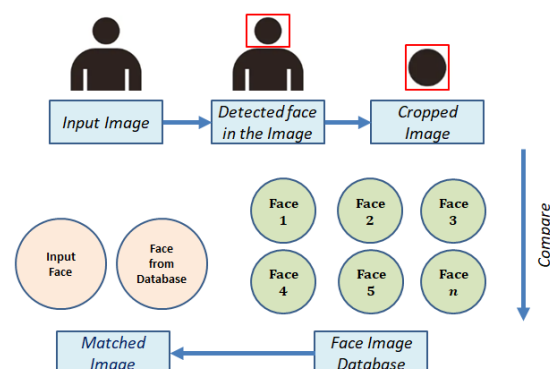 Input Image
Detected face
in the Image
Cropped
Image
Face
1
Face
2
Face
3
Compare
Input
Face
Face
from
Database
Face
4
Face
5
Face
n
Matched
Image
Face Image
Database